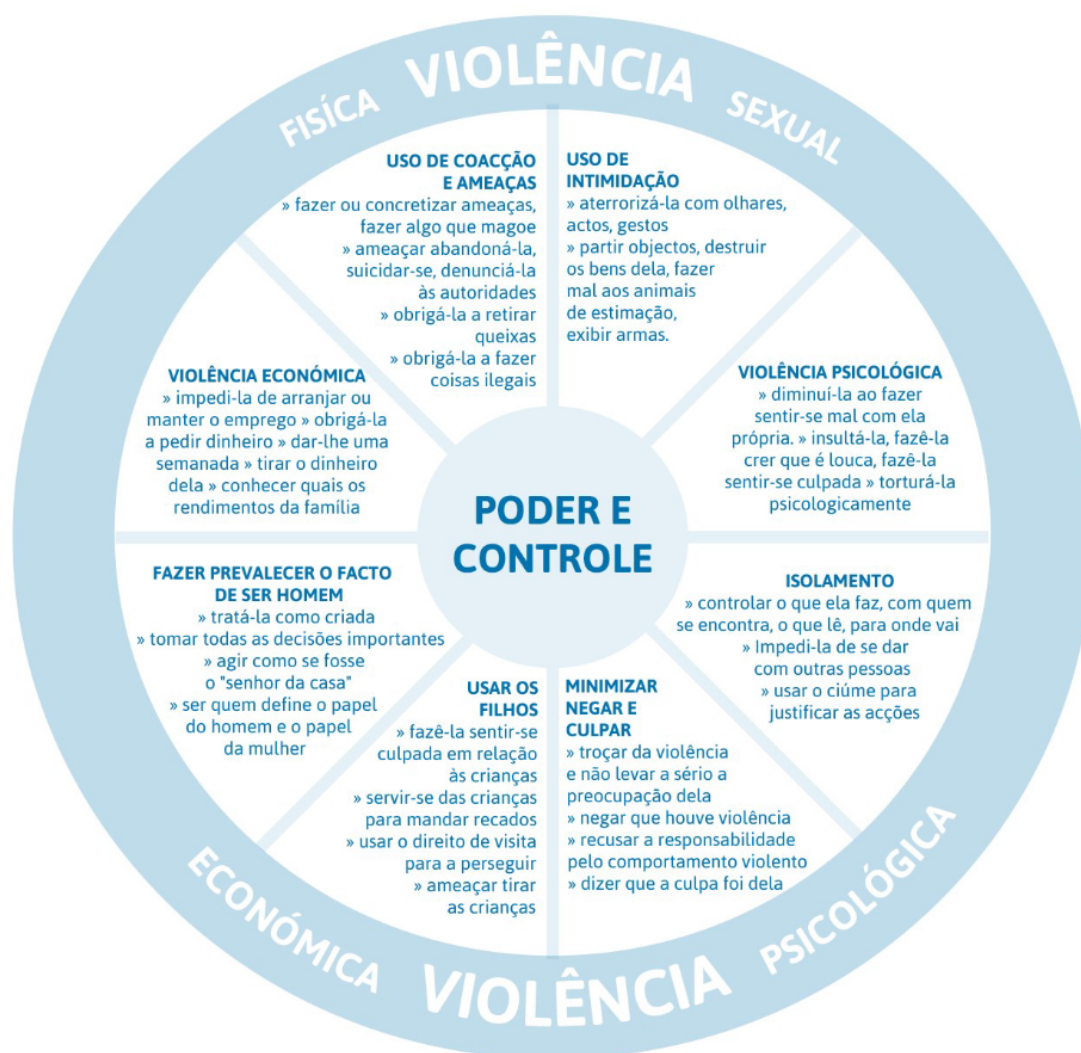 FISÍCA VIOLÊNCIA SEXUAL
USO DE COACÇÃO
E AMEAÇAS
» fazer ou concretizar ameaças,
fazer algo que magoe
» ameaçar abandoná-la,
suicidar-se, denunciá-la
às autoridades
» obrigá-la a retirar
queixas
» obrigá-la a fazer
coisas ilegais
USO DE
INTIMIDAÇÃO
» aterrorizá-la com olhares,
actos, gestos
» partir objectos, destruir
os bens dela, fazer
mal aos animais
de estimação,
exibir armas.
VIOLÊNCIA ECONÓMICA
» impedi-la de arranjar ou
manter o emprego » obrigá-la
a pedir dinheiro » dar-lhe uma
semanada » tirar o dinheiro
dela » conhecer quais os
rendimentos da família
VIOLÊNCIA PSICOLÓGICA
» diminuí-la ao fazer
sentir-se mal com ela
própria. » insultá-la, fazê-la
crer que é louca, fazê-la
sentir-se culpada » torturá-la
psicologicamente
PODER E
CONTROLE
FAZER PREVALECER O FACTO
DE SER HOMEM
» tratá-la como criada
» tomar todas as decisões importantes
» agir como se fosse
o "senhor da casa"
» ser quem define o papel
do homem e o papel
da mulher
ISOLAMENTO
» controlar o que ela faz, com quem
se encontra, o que lê, para onde vai
» Impedi-la de se dar
com outras pessoas
» usar o ciúme para
justificar as acções
USAR OS
FILHOS
» fazê-la sentir-se
culpada em relação
às crianças
» servir-se das crianças
para mandar recados
» usar o direito de visita
para a perseguir
» ameaçar tirar
as crianças
MINIMIZAR
NEGAR E
CULPAR
» troçar da violência
e não levar a sério a
preocupação dela
» negar que houve violência
» recusar a responsabilidade
pelo comportamento violento
» dizer que a culpa foi dela
ECONÓMICA VIOLÊNCIA PSICOLÓGICA